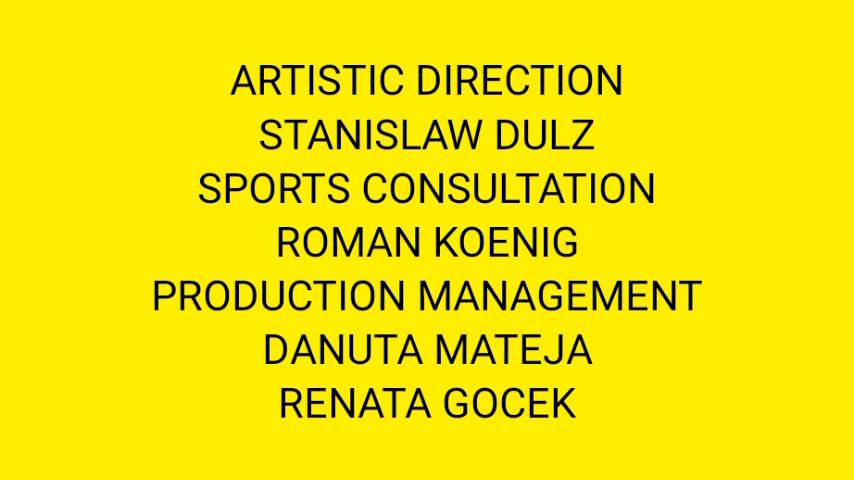 ARTISTIC DIRECTION
STANISLAW DULZ
SPORTS CONSULTATION
ROMAN KOENIG
PRODUCTION MANAGEMENT
DANUTA MATEJA
RENATA GOCEK